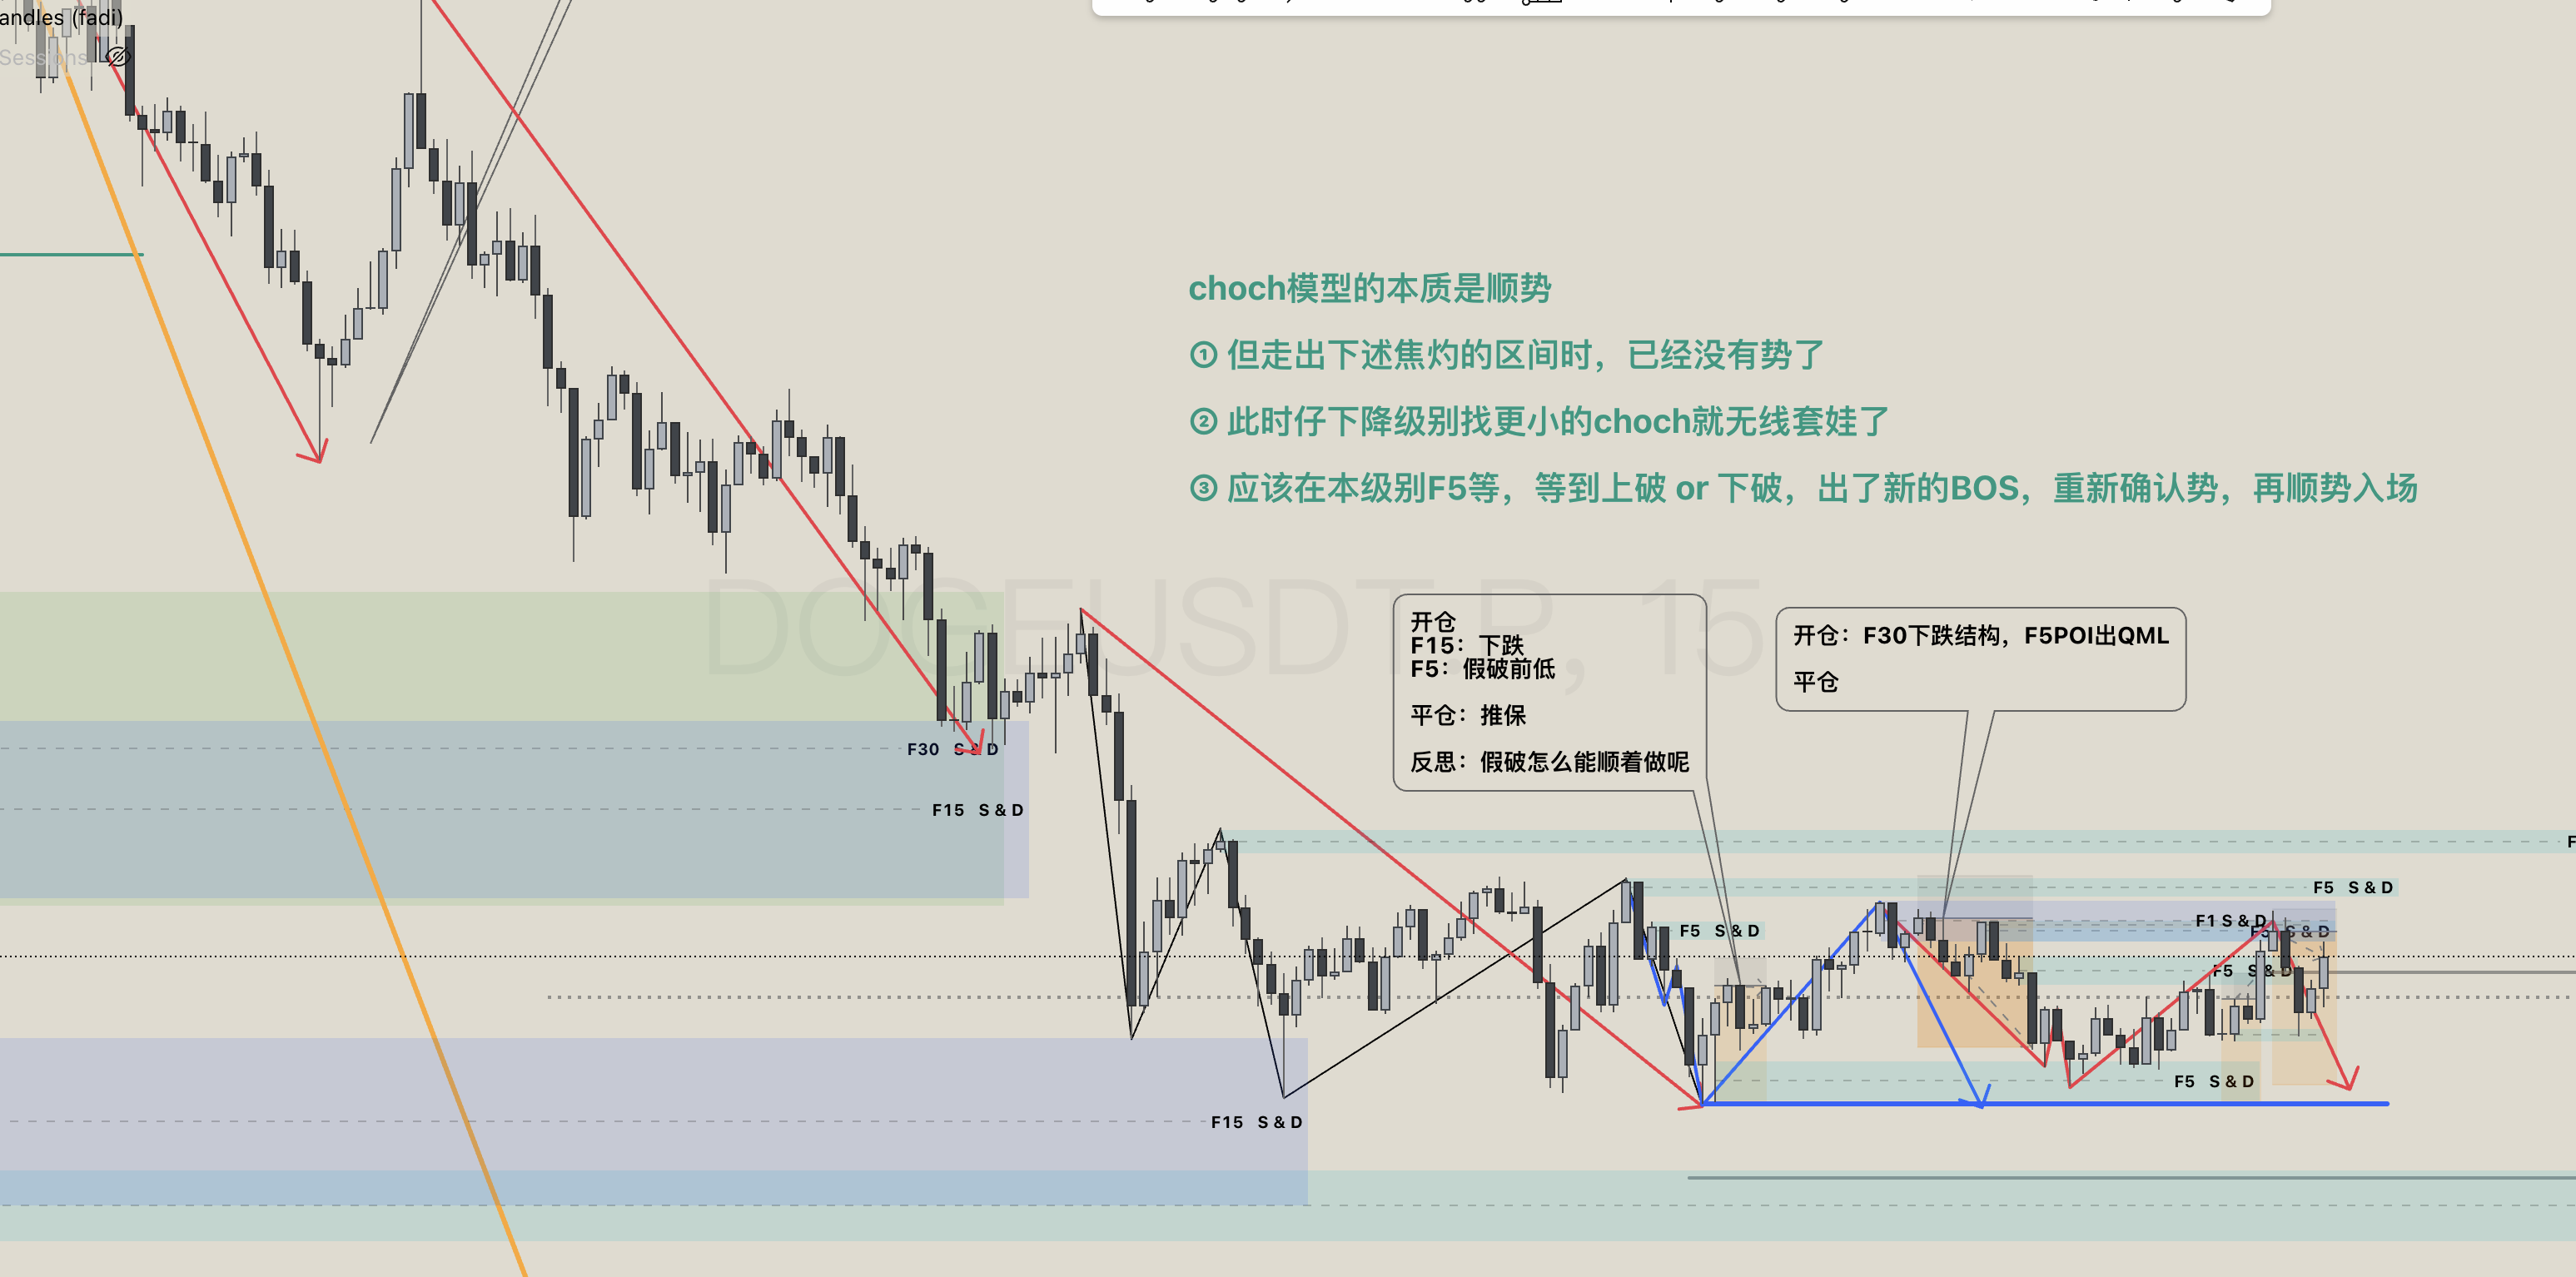 andles (fadi)
Sessions
choch模型的本质是顺势
① 但走出下述焦灼的区间时，已经没有势了
② 此时仔下降级别找更小的choch就无线套娃了
③ 应该在本级别F5等，等到上破 or 下破，出了新的BOS，重新确认势，再顺势入场
DOGEUSDT.P, 15
开仓
F15：下跌
F5：假破前低
平仓：推保
反思：假破怎么能顺着做呢
开仓：F30下跌结构，F5POI出QML
平仓
F30 S & D
F15 S & D
F5 S & D
F5 S & D
F1 S & D
F5 S & D
F5 S & D
F5 S & D
F15 S & D